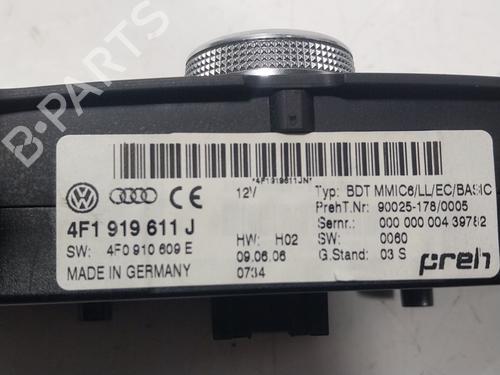 *4F1919611JN*
12V
Typ: BDT MMIC6/LL/EC/BASIC
4F1 919 611 J
PrehT.Nr: 90025-178/0005
Sernr.: 000 000 004 39782
SW: 4F0 910 609 E
HW: H02
SW: 0060
MADE IN GERMANY
09.06.06
G.Stand: 03 S
0734
preh
B-PARTS